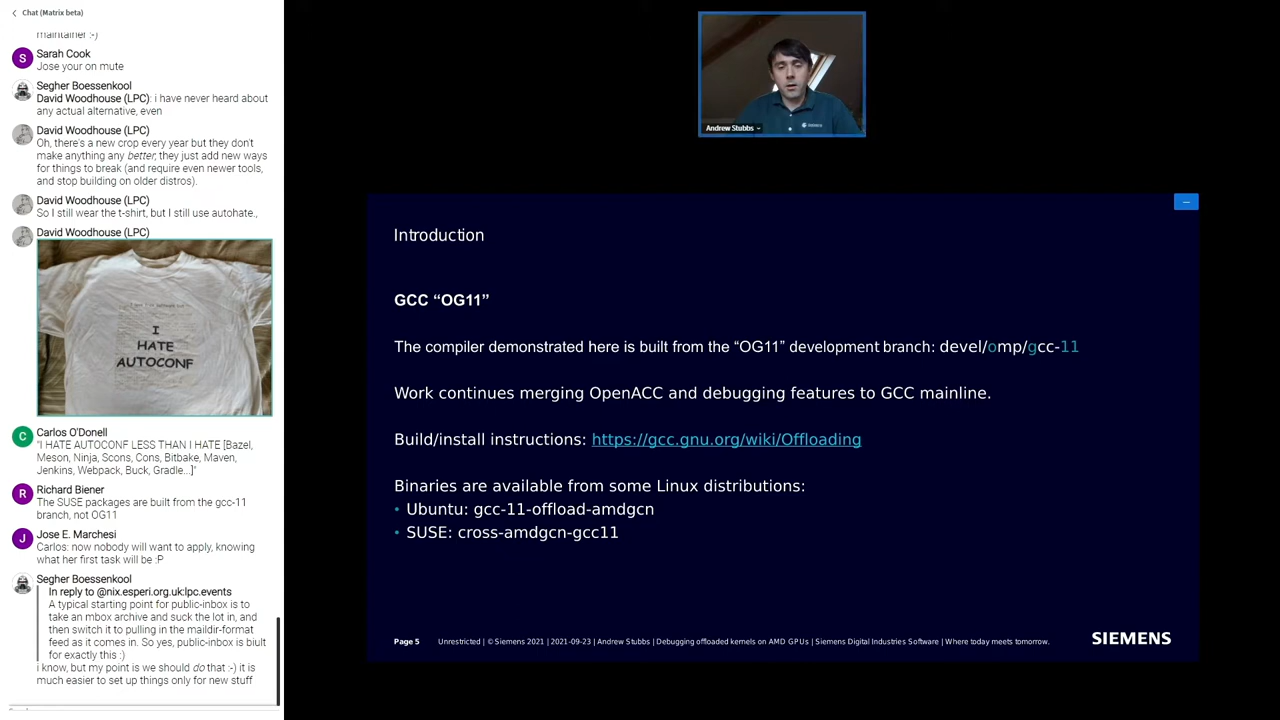 Chat (Matrix beta)
maintainer :-)
S
Sarah Cook
Jose your on mute
Segher Boessenkool
David Woodhouse (LPC): i have never heard about
any actual alternative, even
David Woodhouse (LPC)
Oh, there's a new crop every year but they don't
make anything any better; they just add new ways
for things to break (and require even newer tools,
and stop building on older distros).
David Woodhouse (LPC)
So I still wear the t-shirt, but I still use autohate.,
David Woodhouse (LPC)
I
HATE
AUTOCONF
C
Carlos O'Donell
"I HATE AUTOCONF LESS THAN I HATE [Bazel,
Meson, Ninja, Scons, Cons, Bitbake, Maven,
Jenkins, Webpack, Buck, Gradle...]"
R
Richard Biener
The SUSE packages are built from the gcc-11
branch, not OG11
J
Jose E. Marchesi
Carlos: now nobody will want to apply, knowing
what her first task will be :P
Segher Boessenkool
In reply to @nix.esperi.org.uk:lpc.events
A typical starting point for public-inbox is to
take an mbox archive and suck the lot in, and
then switch it to pulling in the maildir-format
feed as it comes in. So yes, public-inbox is biult
for exactly this :)
i know, but my point is we should do that :-) it is
much easier to set up things only for new stuff
Andrew Stubbs
Introduction
GCC “OG11”
The compiler demonstrated here is built from the “OG11” development branch: devel/omp/gcc-11
Work continues merging OpenACC and debugging features to GCC mainline.
Build/install instructions: https://gcc.gnu.org/wiki/Offloading
Binaries are available from some Linux distributions:
• Ubuntu: gcc-11-offload-amdgcn
• SUSE: cross-amdgcn-gcc11
Page 5 Unrestricted | © Siemens 2021 | 2021-09-23 | Andrew Stubbs | Debugging offloaded kernels on AMD GPUs | Siemens Digital Industries Software | Where today meets tomorrow.
SIEMENS